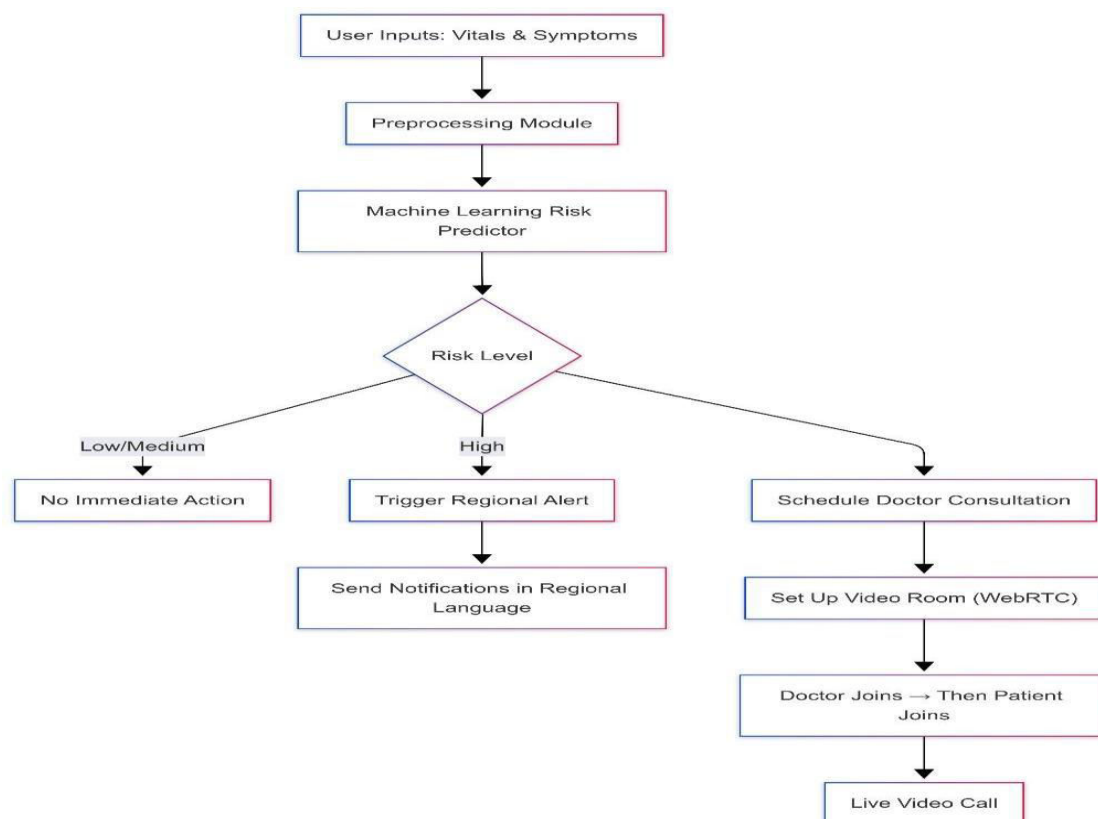 User Inputs: Vitals & Symptoms
Preprocessing Module
Machine Learning Risk
Predictor
Risk Level
Low/Medium
High
No Immediate Action
Trigger Regional Alert
Schedule Doctor Consultation
Send Notifications in Regional
Language
Set Up Video Room (WebRTC)
Doctor Joins → Then Patient
Joins
Live Video Call